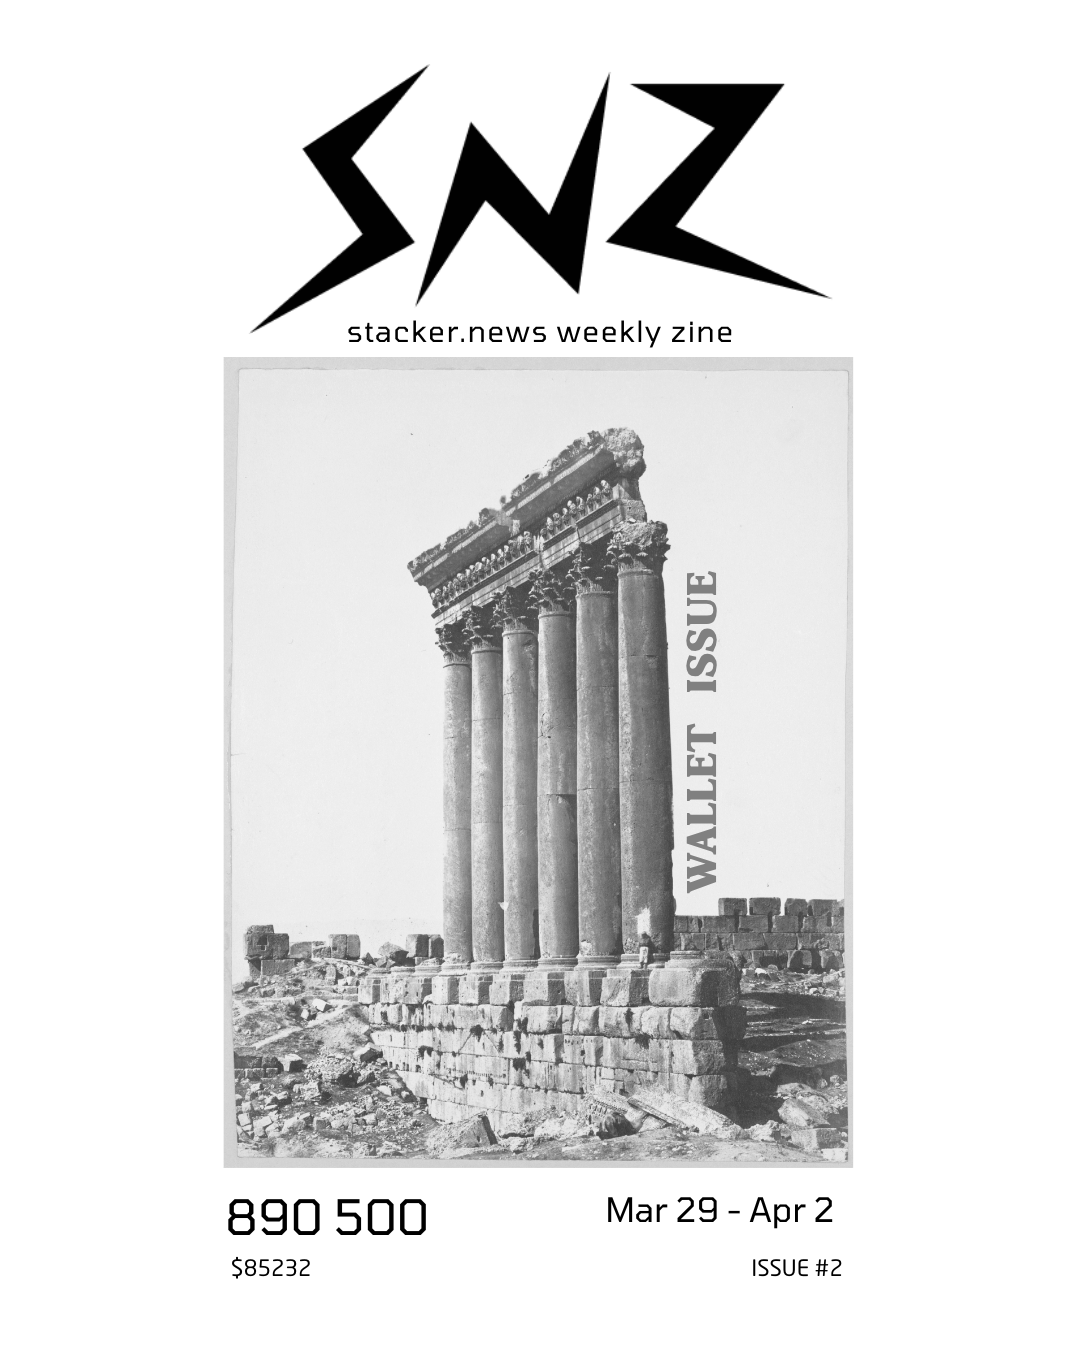 SNZ
stacker.news weekly zine
WALLET ISSUE
890 500
Mar 29 - Apr 2
$85232
ISSUE #2